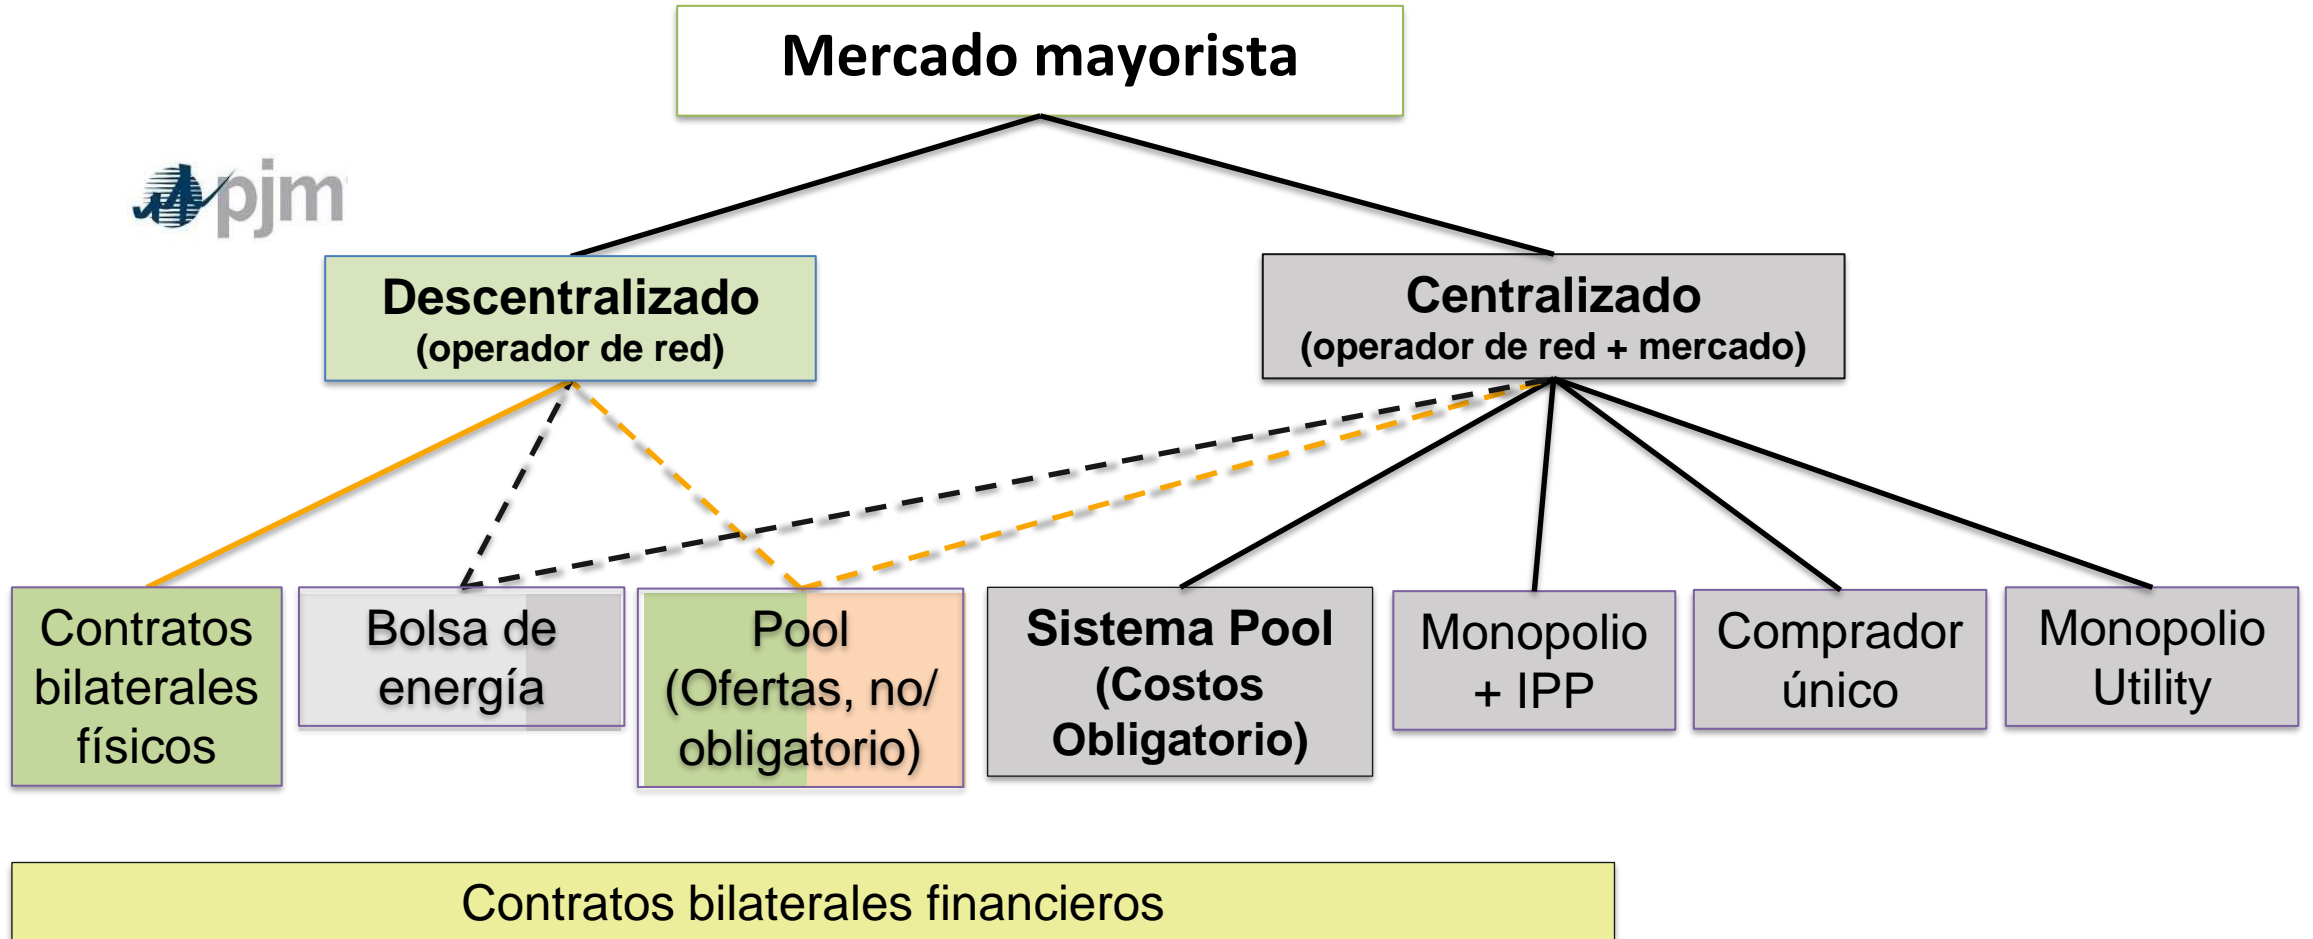 Mercado mayorista
pjm
Descentralizado
(operador de red)
Centralizado
(operador de red + mercado)
Contratos
bilaterales
físicos
Bolsa de
energía
Pool
(Ofertas, no/
obligatorio)
Sistema Pool
(Costos
Obligatorio)
Monopolio
+ IPP
Comprador
único
Monopolio
Utility
Contratos bilaterales financieros